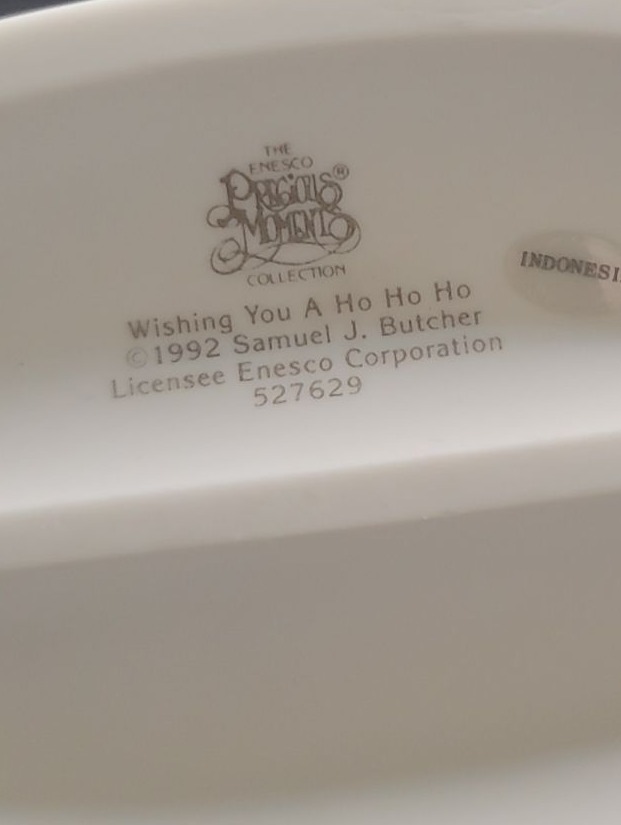 THE
ENESCO
PRECIOUS®
MOMENTS
COLLECTION
Wishing You A Ho Ho Ho
©1992 Samuel J. Butcher
Licensee Enesco Corporation
527629
INDONESI